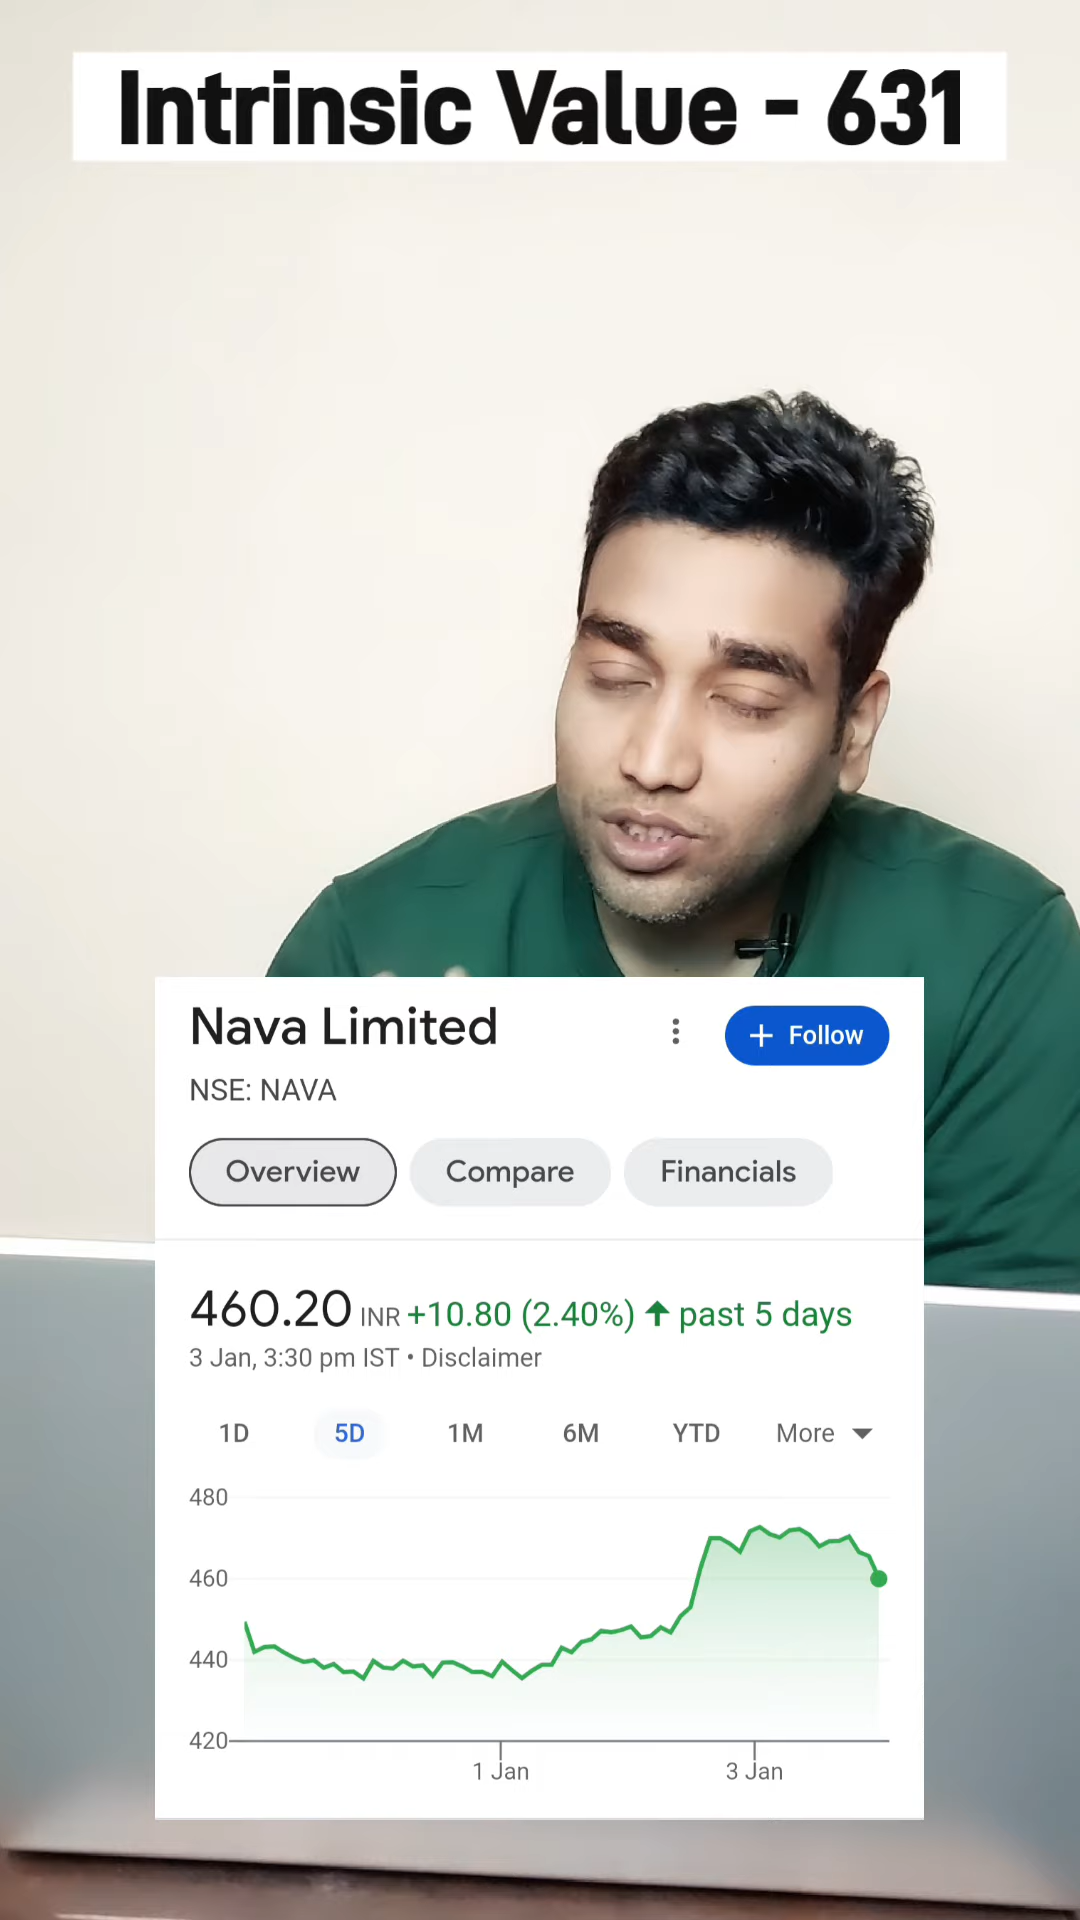 Intrinsic Value - 631
Nava Limited
+ Follow
NSE: NAVA
Overview Compare Financials
460.20 INR +10.80 (2.40%) ↑ past 5 days
3 Jan, 3:30 pm IST • Disclaimer
1D 5D 1M 6M YTD More
480
460
440
420
1 Jan 3 Jan